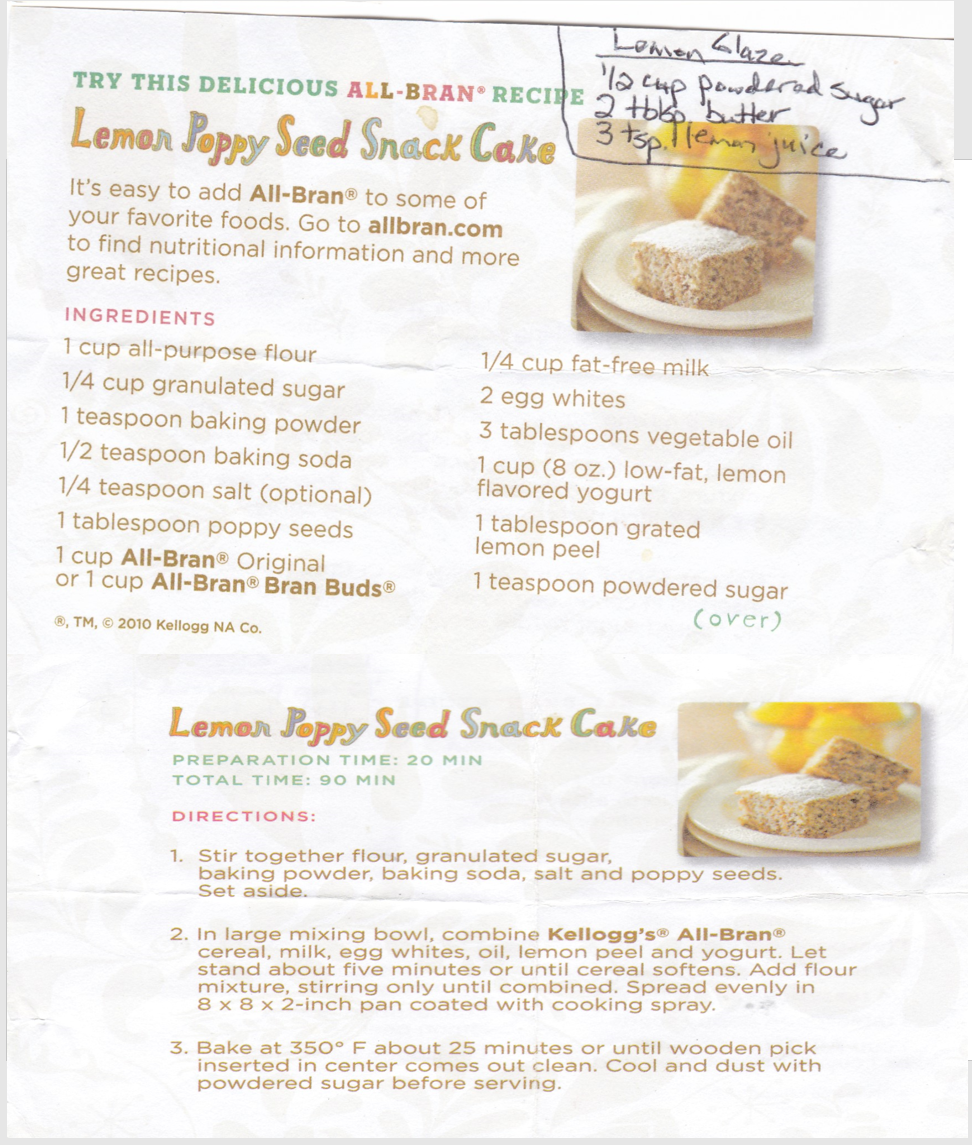 Lemon Glaze
1/2 cup powdered sugar
2 tbsp butter
3 tsp. lemon juice
TRY THIS DELICIOUS ALL-BRAN® RECIPE
Lemon Poppy Seed Snack Cake
It's easy to add All-Bran® to some of
your favorite foods. Go to allbran.com
to find nutritional information and more
great recipes.
INGREDIENTS
1 cup all-purpose flour
1/4 cup granulated sugar
1 teaspoon baking powder
1/2 teaspoon baking soda
1/4 teaspoon salt (optional)
1 tablespoon poppy seeds
1 cup All-Bran® Original
or 1 cup All-Bran® Bran Buds®
1/4 cup fat-free milk
2 egg whites
3 tablespoons vegetable oil
1 cup (8 oz.) low-fat, lemon
flavored yogurt
1 tablespoon grated
lemon peel
1 teaspoon powdered sugar
(over)
®, TM, © 2010 Kellogg NA Co.
Lemon Poppy Seed Snack Cake
PREPARATION TIME: 20 MIN
TOTAL TIME: 90 MIN
DIRECTIONS:
1. Stir together flour, granulated sugar,
baking powder, baking soda, salt and poppy seeds.
Set aside.
2. In large mixing bowl, combine Kellogg's® All-Bran®
cereal, milk, egg whites, oil, lemon peel and yogurt. Let
stand about five minutes or until cereal softens. Add flour
mixture, stirring only until combined. Spread evenly in
8 x 8 x 2-inch pan coated with cooking spray.
3. Bake at 350° F about 25 minutes or until wooden pick
inserted in center comes out clean. Cool and dust with
powdered sugar before serving.